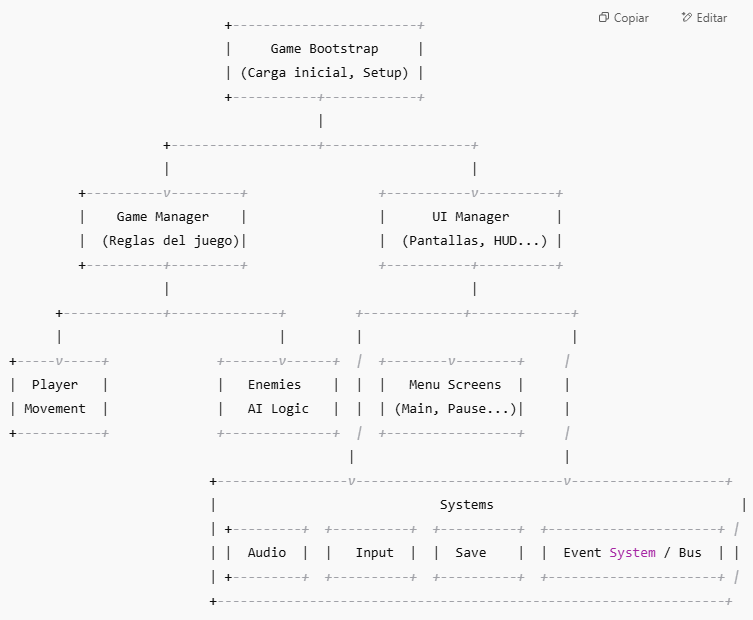 Copiar Editar
Game Bootstrap
(Carga inicial, Setup)
Game Manager UI Manager
(Reglas del juego) (Pantallas, HUD...)
Player Enemies Menu Screens
Movement AI Logic (Main, Pause...)
Systems
Audio Input Save Event System / Bus